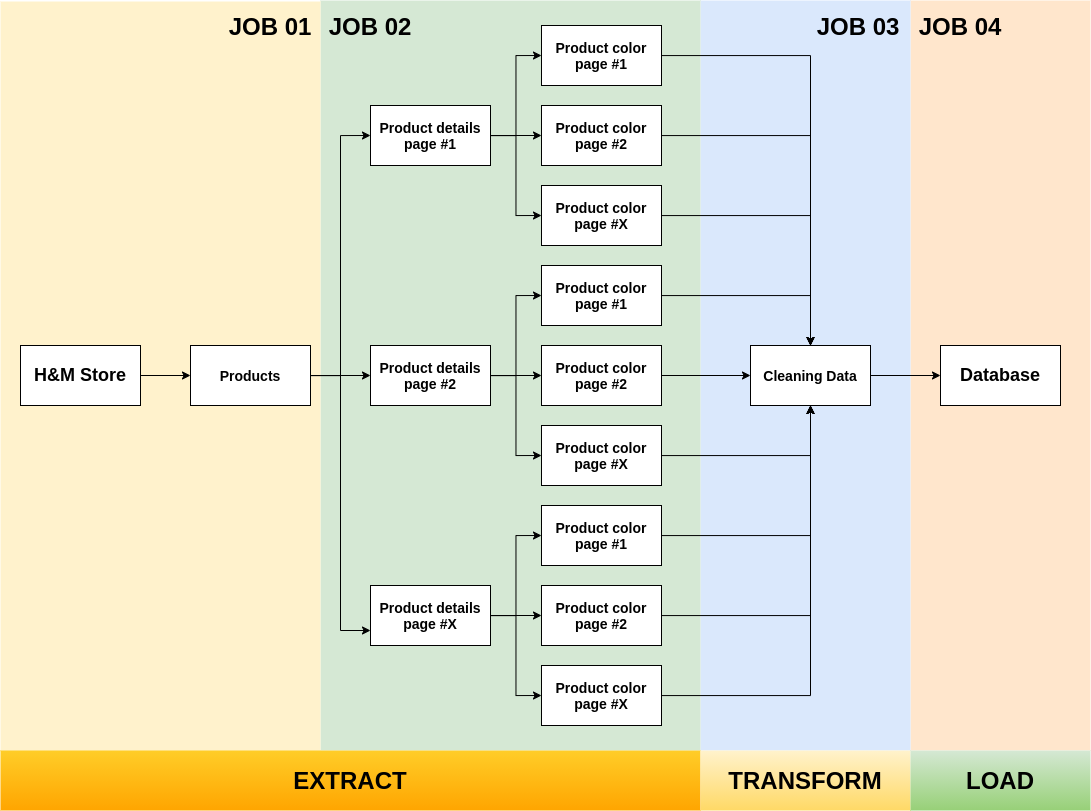 JOB 01
JOB 02
JOB 03
JOB 04
H&M Store
Products
Product details
page #1
Product color
page #1
Product color
page #2
Product color
page #X
Product details
page #2
Product color
page #1
Product color
page #2
Product color
page #X
Product details
page #X
Product color
page #1
Product color
page #2
Product color
page #X
Cleaning Data
Database
EXTRACT
TRANSFORM
LOAD